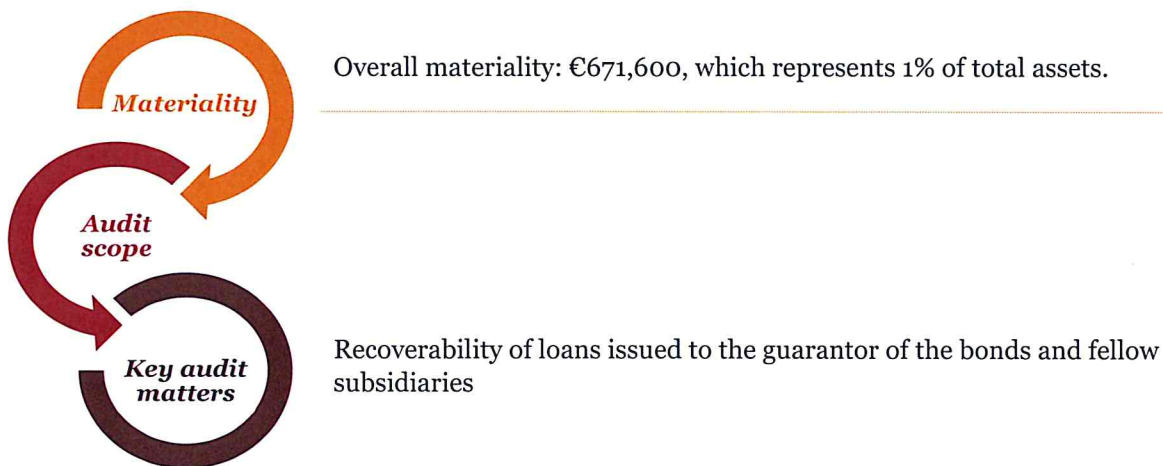 Materiality
Overall materiality: €671,600, which represents 1% of total assets.
Audit
scope
Key audit
matters
Recoverability of loans issued to the guarantor of the bonds and fellow
subsidiaries